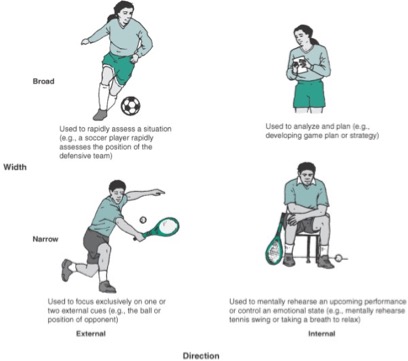 Broad
Used to rapidly assess a situation
(e.g., a soccer player rapidly
assesses the position of the
defensive team)
Used to analyze and plan (e.g.,
developing game plan or strategy)
Width
Narrow
Used to focus exclusively on one or
two external cues (e.g., the ball or
position of opponent)
Used to mentally rehearse an upcoming performance
or control an emotional state (e.g., mentally rehearse
tennis swing or taking a breath to relax)
External
Internal
Direction